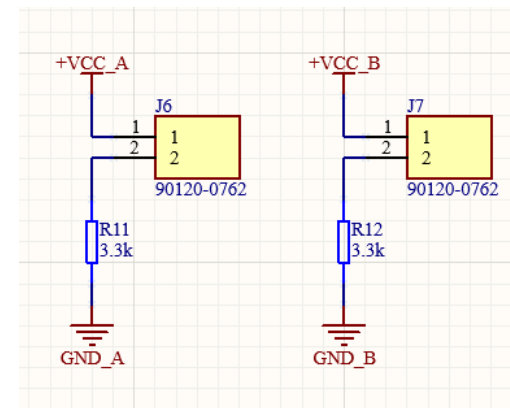 +VCC_A
J6
1
1
2
2
90120-0762
R11
3.3k
GND_A
+VCC_B
J7
1
1
2
2
90120-0762
R12
3.3k
GND_B